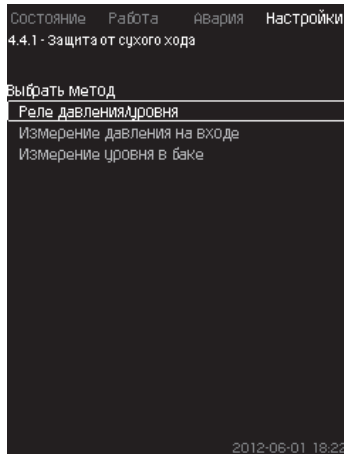 Состояние Работа Авария Настройки
4.4.1 - Защита от сухого хода
Выбрать метод
Реле давления/уровня
Измерение давления на входе
Измерение уровня в баке
2012-06-01 18:22